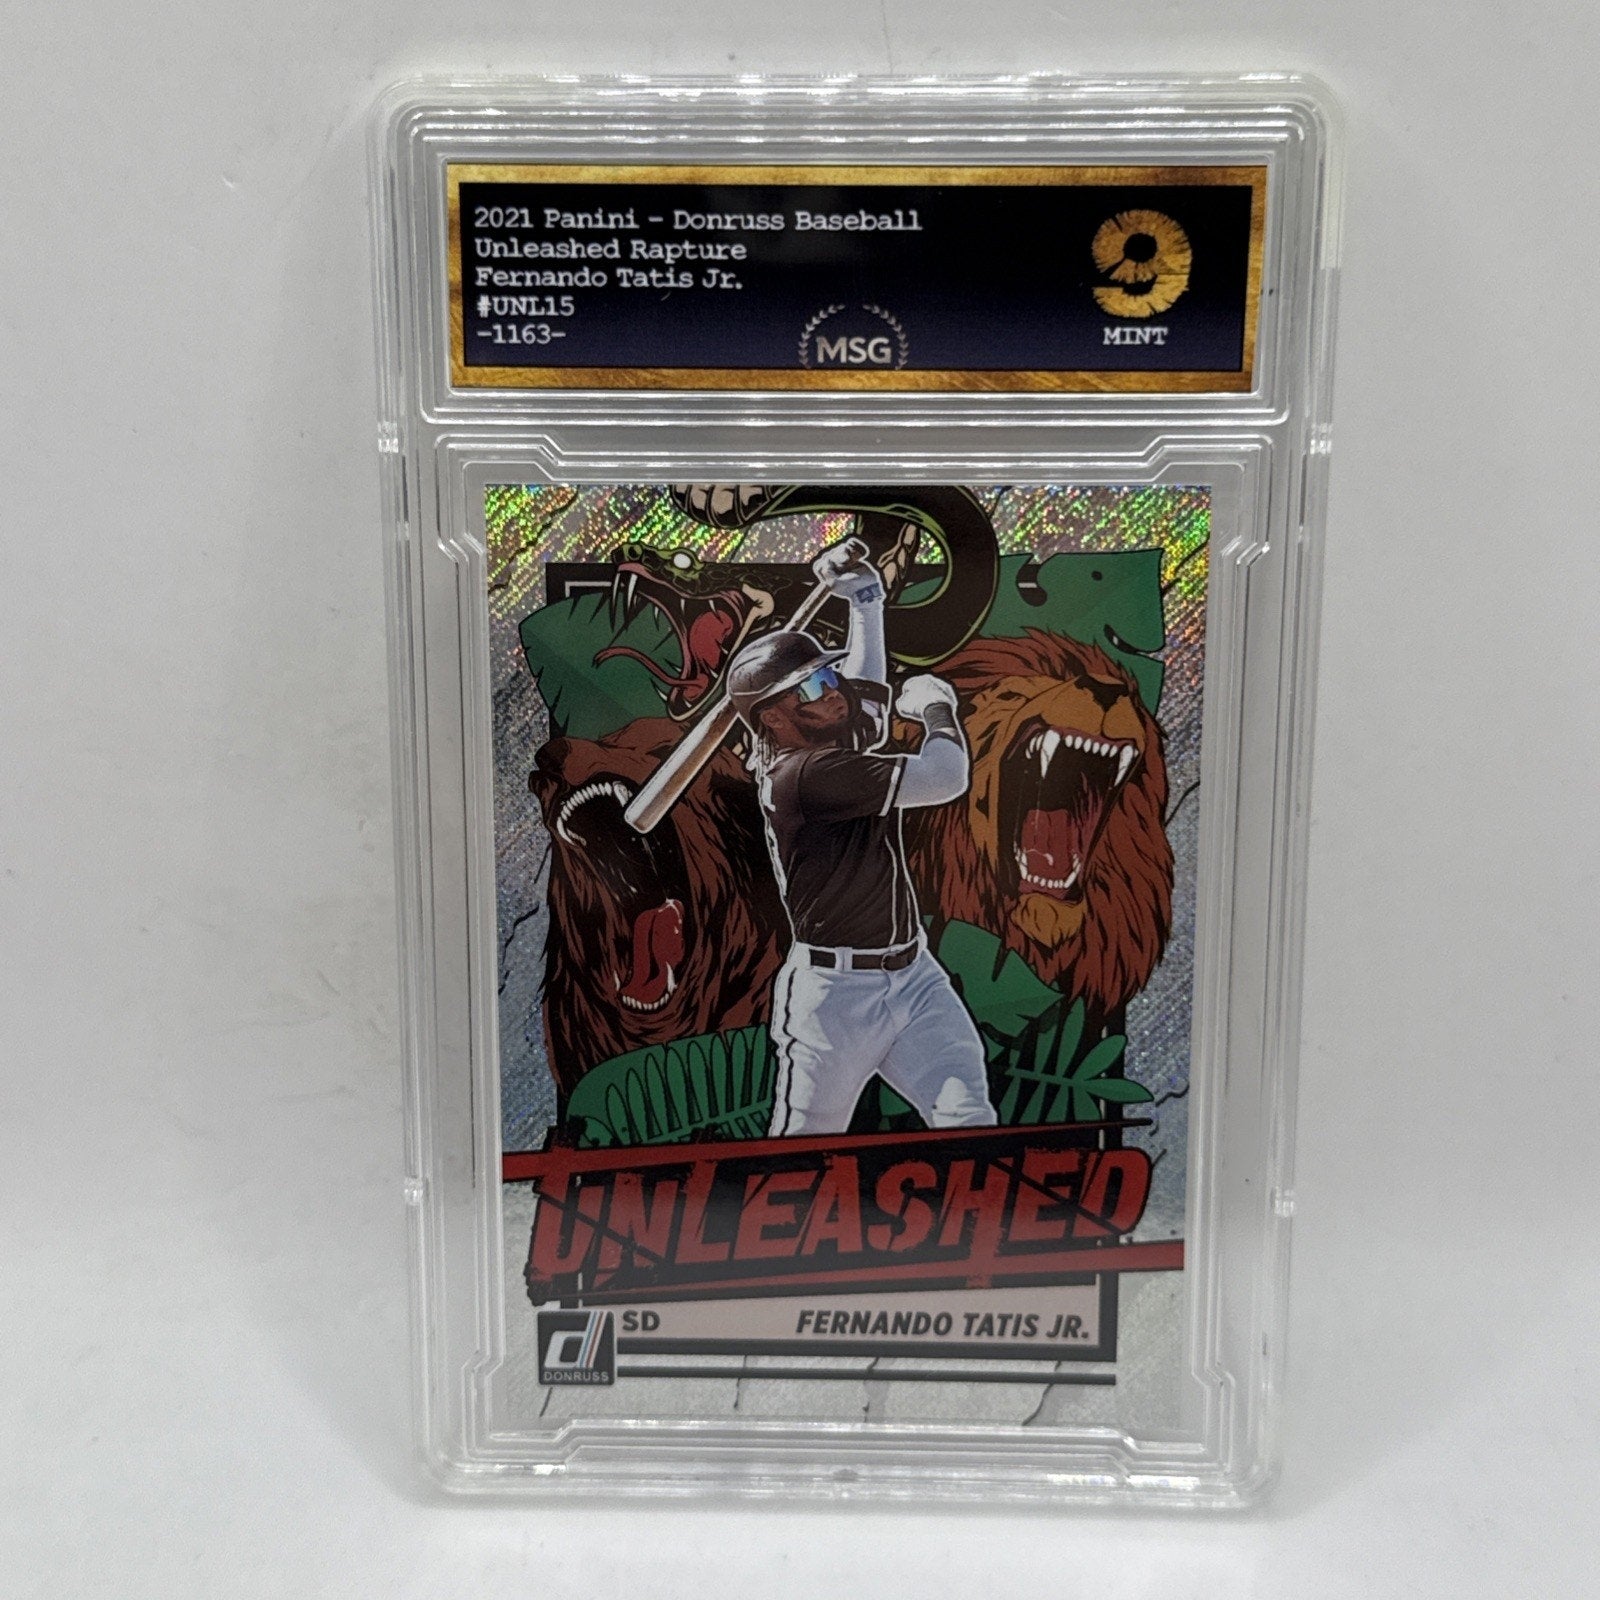 2021 Panini - Donruss Baseball
Unleashed Rapture
Fernando Tatis Jr.
#UNL15
-1163-
MSG
9
MINT
UNLEASHED
SD
FERNANDO TATIS JR.
d
DONRUSS